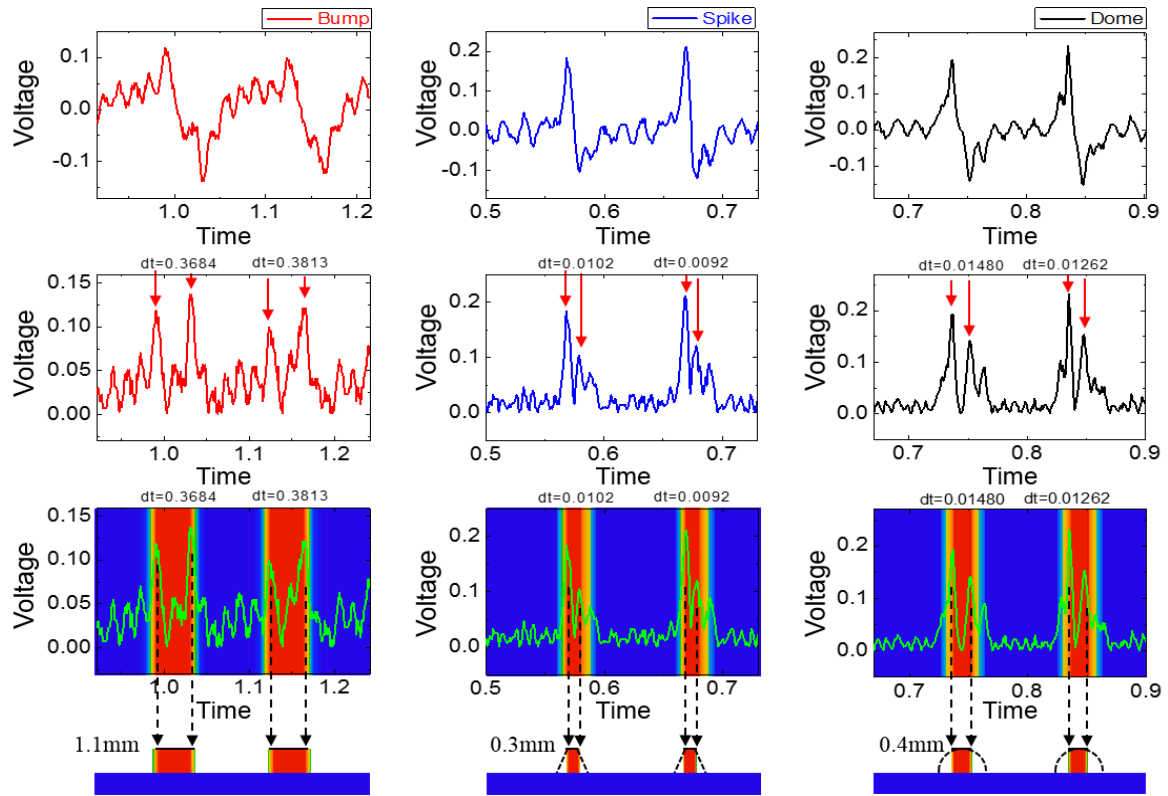 Bump
Spike
Dome
Voltage
0.1
0.0
-0.1
1.0
1.1
1.2
Time
Voltage
0.2
0.1
0.0
-0.1
0.5
0.6
0.7
Time
Voltage
0.2
0.1
0.0
-0.1
0.7
0.8
0.9
Time
dt=0.3684
dt=0.3813
Voltage
0.15
0.10
0.05
0.00
1.0
1.1
1.2
Time
dt=0.0102
dt=0.0092
Voltage
0.2
0.1
0.0
0.5
0.6
0.7
Time
dt=0.01480
dt=0.01262
Voltage
0.2
0.1
0.0
0.7
0.8
0.9
Time
dt=0.3684
dt=0.3813
Voltage
0.15
0.10
0.05
0.00
1.0
1.1
1.2
Time
dt=0.0102
dt=0.0092
Voltage
0.2
0.1
0.0
0.5
0.6
0.7
Time
dt=0.01480
dt=0.01262
Voltage
0.2
0.1
0.0
0.7
0.8
0.9
Time
1.1mm
0.3mm
0.4mm